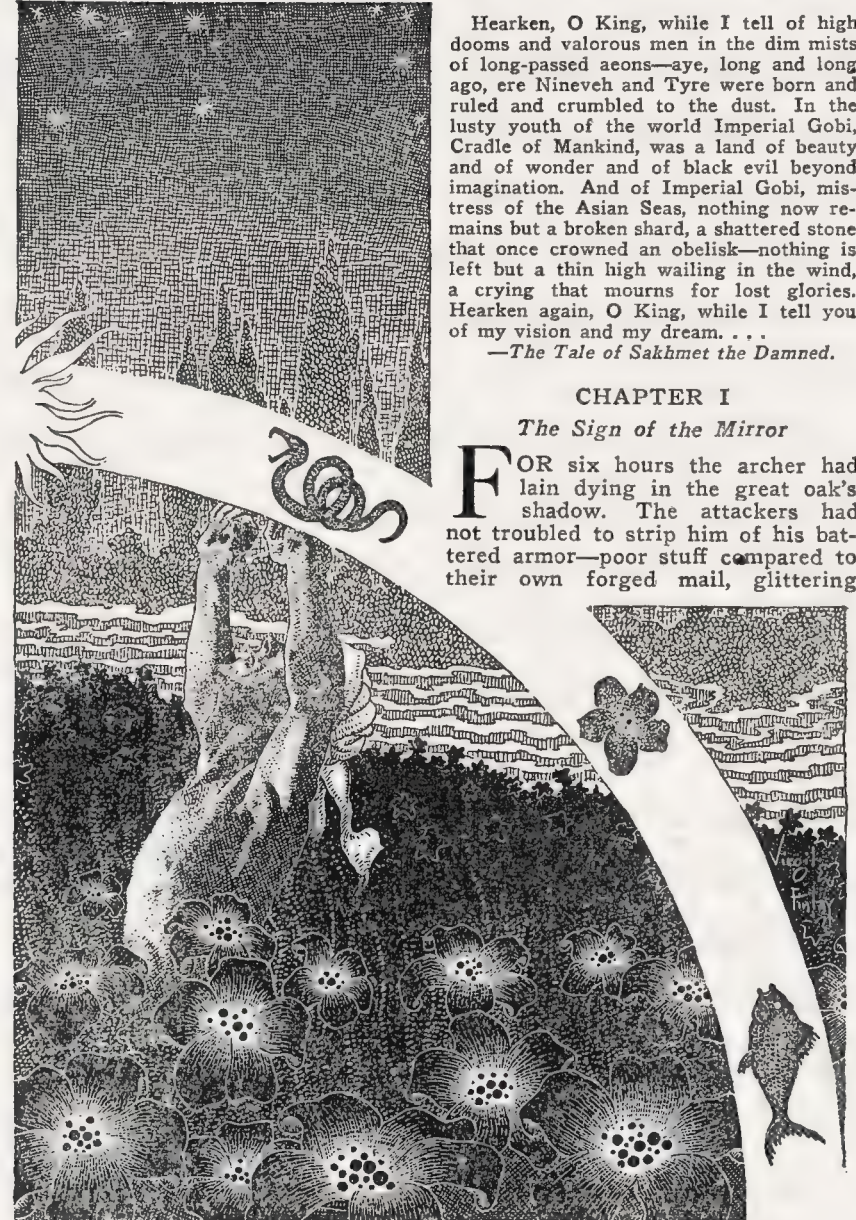 Hearken, O King, while I tell of high
dooms and valorous men in the dim mists
of long-passed aeons—aye, long and long
ago, ere Nineveh and Tyre were born and
ruled and crumbled to the dust. In the
lusty youth of the world Imperial Gobi,
Cradle of Mankind, was a land of beauty
and of wonder and of black evil beyond
imagination. And of Imperial Gobi, mis-
tress of the Asian Seas, nothing now re-
mains but a broken shard, a shattered stone
that once crowned an obelisk—nothing is
left but a thin high wailing in the wind,
a crying that mourns for lost glories.
Hearken again, O King, while I tell you
of my vision and my dream. . . .
—The Tale of Sakhmet the Damned.
CHAPTER I
The Sign of the Mirror
FOR six hours the archer had
lain dying in the great oak's
shadow. The attackers had
not troubled to strip him of his bat-
tered armor—poor stuff compared to
their own forged mail, glittering
Finlay